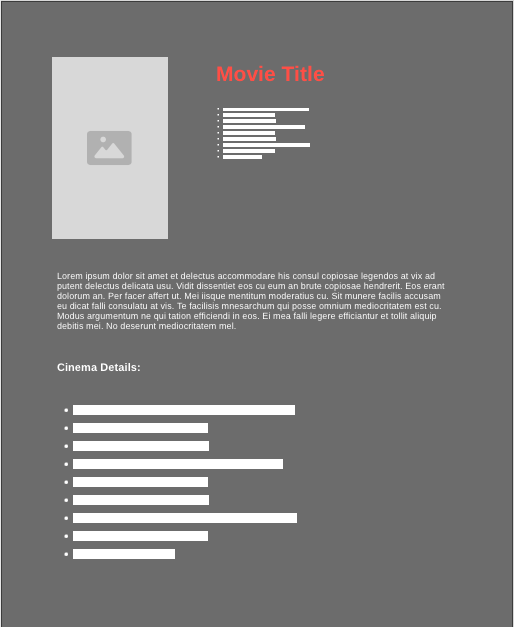 Movie Title
Lorem ipsum dolor sit amet et delectus accommodare his consul copiosae legendos at vix ad
putent delectus delicata usu. Vidit dissentiet eos cu eum an brute copiosae hendrerit. Eos erant
dolorum an. Per facer affert ut. Mei iisque mentitum moderatius cu. Sit munere facilis accusam
eu dicat falli consulatu at vis. Te facilisis mnesarchum qui posse omnium mediocritatem est cu.
Modus argumentum ne qui tation efficiendi in eos. Ei mea falli legere efficiantur et tollit aliquip
debitis mei. No deserunt mediocritatem mel.
Cinema Details: